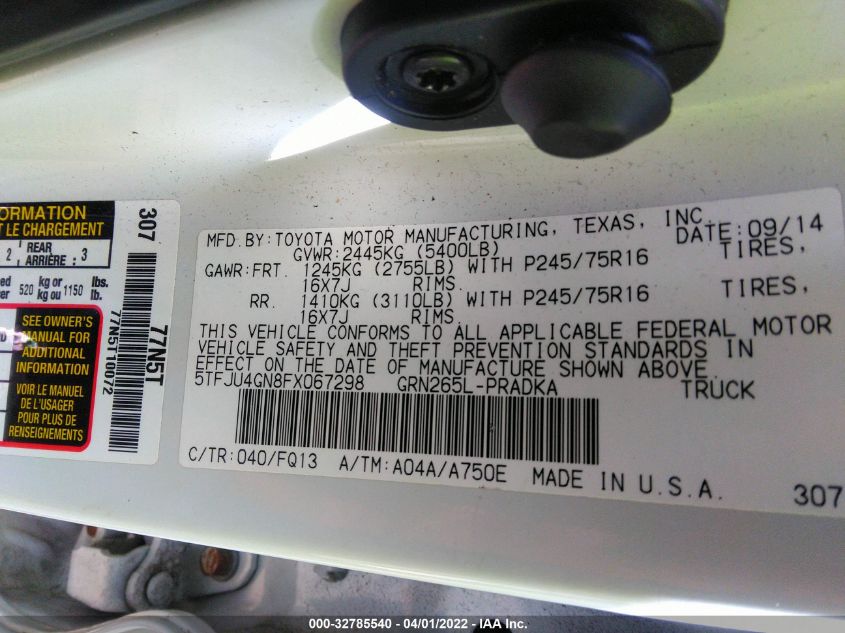 ORMATION
T LE CHARGEMENT
2 REAR ARRIÈRE : 3
520 kg or kg ou 1150 lbs. lb.
SEE OWNER'S
MANUAL FOR
ADDITIONAL
INFORMATION
VOIR LE MANUEL
DE L'USAGER
POUR PLUS DE
RENSEIGNEMENTS
307
77N5T
77N5T10072
MFD. BY: TOYOTA MOTOR MANUFACTURING, TEXAS, INC.
GVWR: 2445KG (5400LB) DATE: 09/14
GAWR: FRT. 1245KG (2755LB) WITH P245/75R16 TIRES,
16X7J RIMS.
RR. 1410KG (3110LB) WITH P245/75R16 TIRES,
16X7J RIMS.
THIS VEHICLE CONFORMS TO ALL APPLICABLE FEDERAL MOTOR
VEHICLE SAFETY AND THEFT PREVENTION STANDARDS IN
EFFECT ON THE DATE OF MANUFACTURE SHOWN ABOVE.
5TFJU4GN8FX067298 GRN265L-PRADKA TRUCK
C/TR: 040/FQ13 A/TM: A04A/A750E MADE IN U.S.A.
307
000-32785540 - 04/01/2022 - IAA Inc.